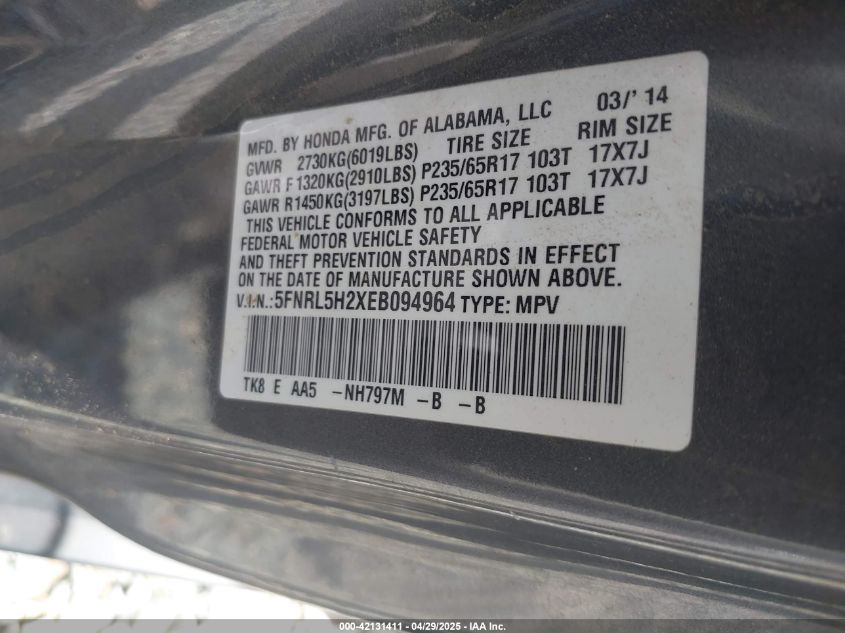 MFD. BY HONDA MFG. OF ALABAMA, LLC 03/' 14
GVWR 2730KG(6019LBS) TIRE SIZE RIM SIZE
GAWR F 1320KG(2910LBS) P235/65R17 103T 17X7J
GAWR R1450KG(3197LBS) P235/65R17 103T 17X7J
THIS VEHICLE CONFORMS TO ALL APPLICABLE
FEDERAL MOTOR VEHICLE SAFETY
AND THEFT PREVENTION STANDARDS IN EFFECT
ON THE DATE OF MANUFACTURE SHOWN ABOVE.
V.I.N.:5FNRL5H2XEB094964 TYPE: MPV
TK8 E AA5 -NH797M -B -B
000-42131411 - 04/29/2025 - IAA Inc.